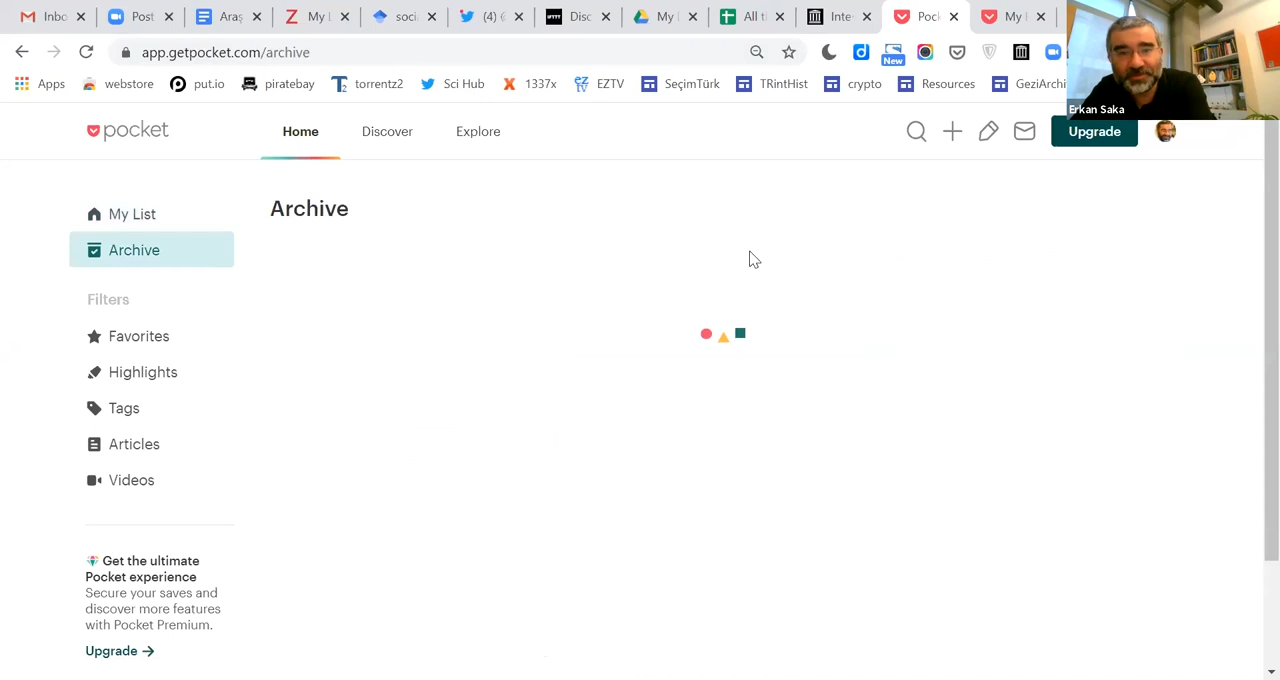 Inbo
Post
Araş
My l
soci
(4)
Disc
My
All t
Inte
Pock
My l
app.getpocket.com/archive
New
Apps
webstore
put.io
piratebay
torrentz2
Sci Hub
1337x
EZTV
SeçimTürk
TRintHist
crypto
Resources
GeziArchi
Erkan Saka
pocket
Home
Discover
Explore
Upgrade
My List
Archive
Filters
Favorites
Highlights
Tags
Articles
Videos
Get the ultimate
Pocket experience
Secure your saves and
discover more features
with Pocket Premium.
Upgrade →
Archive